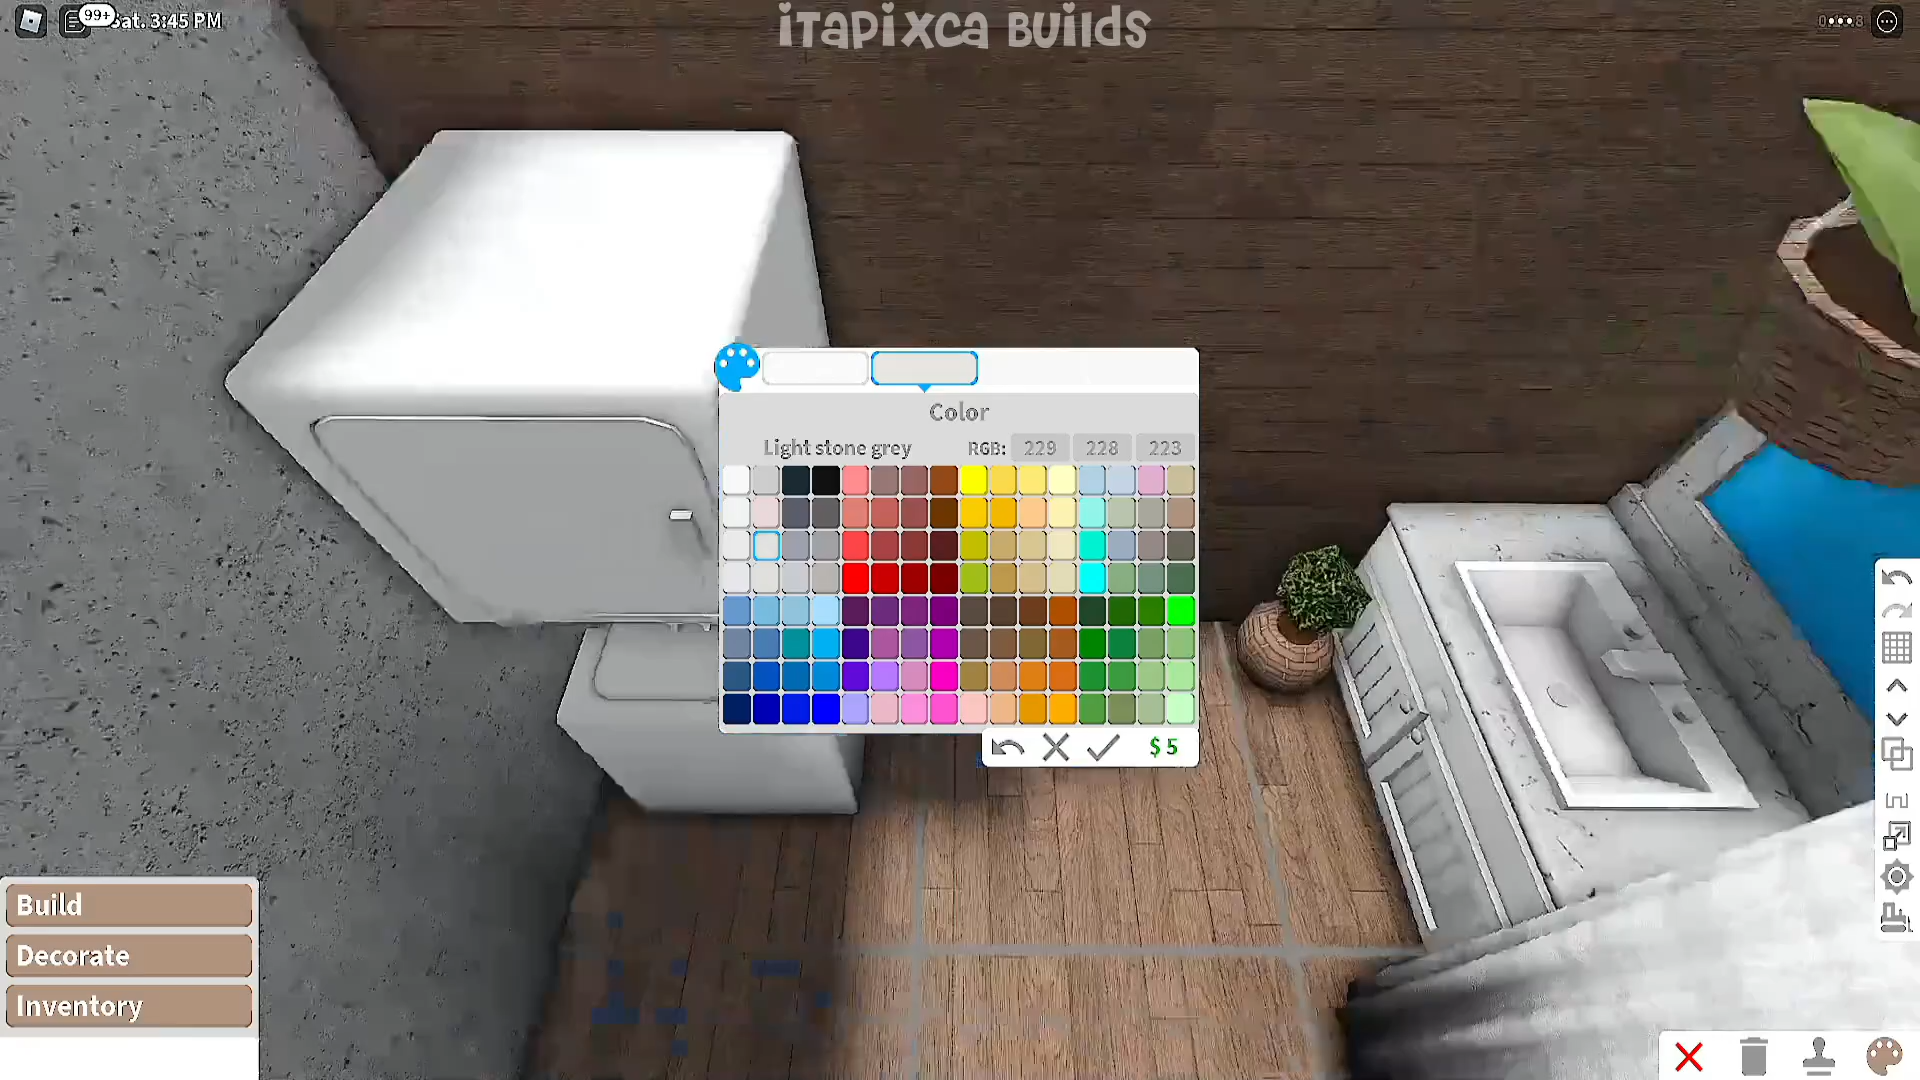 99+
Sat. 3:45 PM
iTapixca Builds
Color
Light stone grey
RGB: 229 228 223
$5
Build
Decorate
Inventory